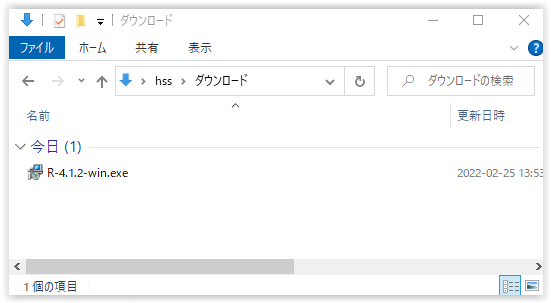 ダウンロード
ファイル ホーム 共有 表示
hss ダウンロード ダウンロードの検索
名前 更新日時
今日 (1)
R-4.1.2-win.exe 2022-02-25 13:53
1 個の項目